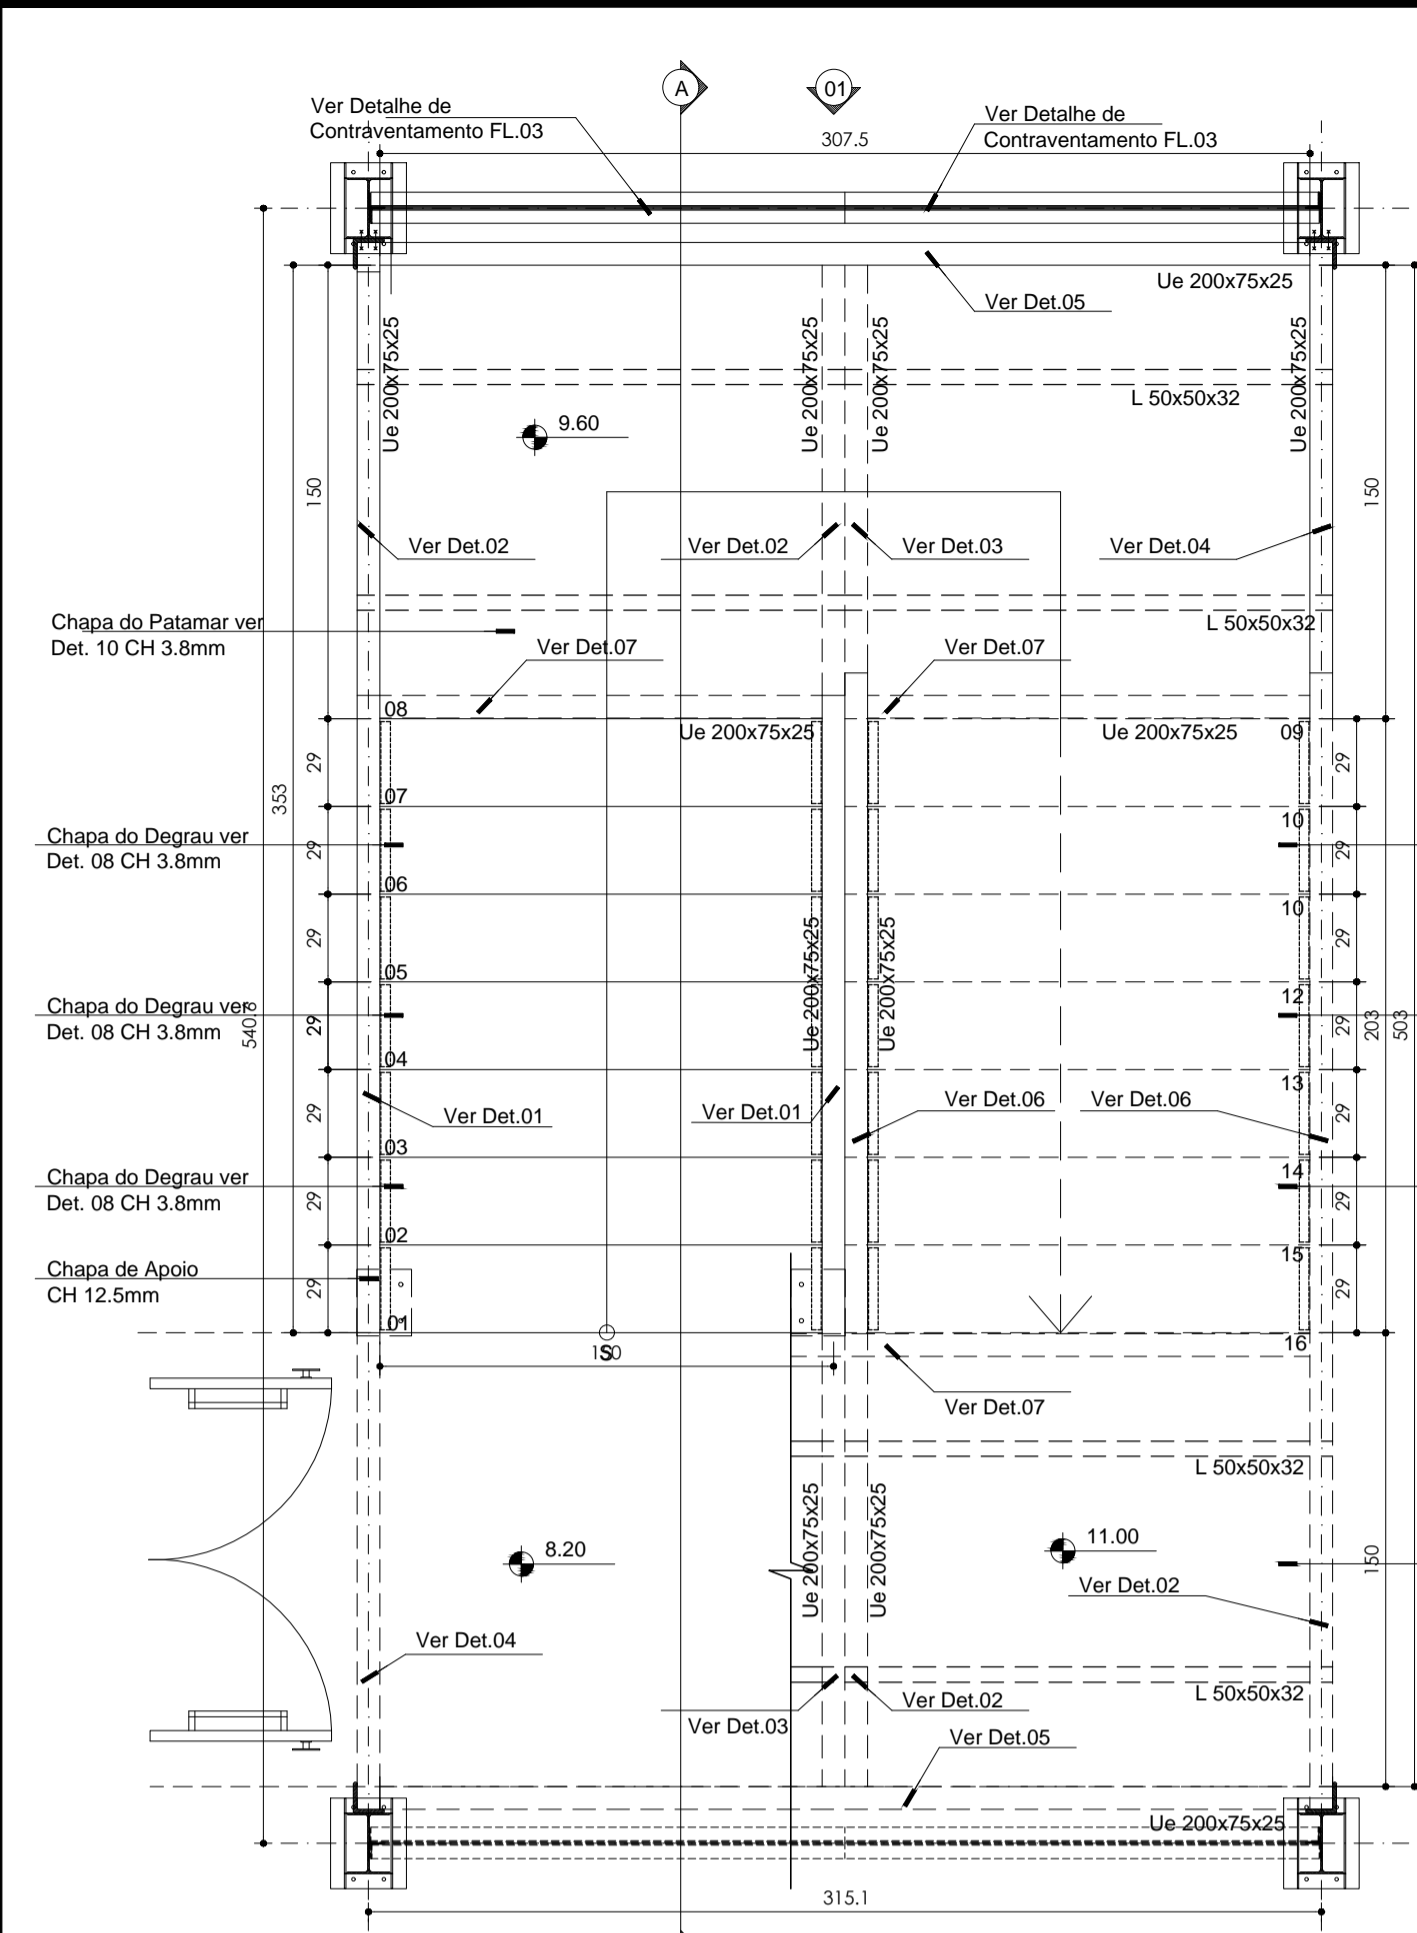 A
01
Ver Detalhe de
Contraventamento FL.03
Ver Detalhe de
Contraventamento FL.03
307.5
Ue 200x75x25
Ver Det.05
Ue 200x75x25
Ue 200x75x25
Ue 200x75x25
Ue 200x75x25
L 50x50x32
9.60
150
150
Ver Det.02
Ver Det.02
Ver Det.03
Ver Det.04
Chapa do Patamar ver
Det. 10 CH 3.8mm
L 50x50x32
Ver Det.07
Ver Det.07
08
Ue 200x75x25
Ue 200x75x25
09
29
29
353
07
10
Chapa do Degrau ver
Det. 08 CH 3.8mm
29
29
06
10
29
29
Ue 200x75x25
Ue 200x75x25
05
12
Chapa do Degrau ver
Det. 08 CH 3.8mm
540.6
29
29
203
503
04
13
Ver Det.01
Ver Det.01
Ver Det.06
Ver Det.06
29
29
03
14
Chapa do Degrau ver
Det. 08 CH 3.8mm
29
29
02
15
Chapa de Apoio
CH 12.5mm
29
29
01
16
150
S
Ver Det.07
L 50x50x32
Ue 200x75x25
Ue 200x75x25
8.20
11.00
150
Ver Det.02
Ver Det.04
L 50x50x32
Ver Det.02
Ver Det.03
Ver Det.05
Ue 200x75x25
315.1